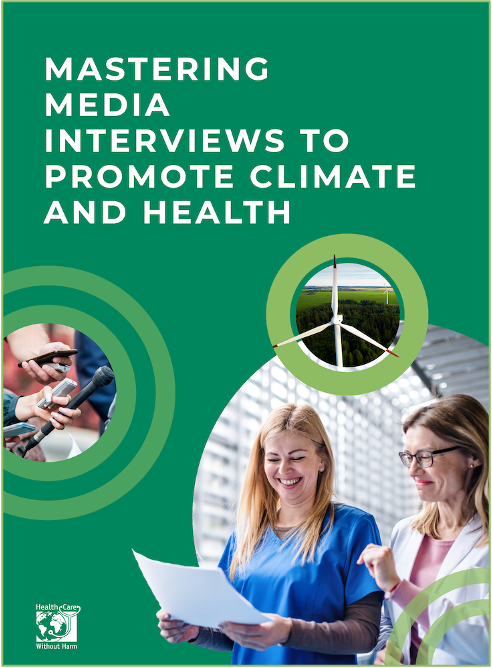 MASTERING
MEDIA
INTERVIEWS TO
PROMOTE CLIMATE
AND HEALTH
Health Care
Without Harm